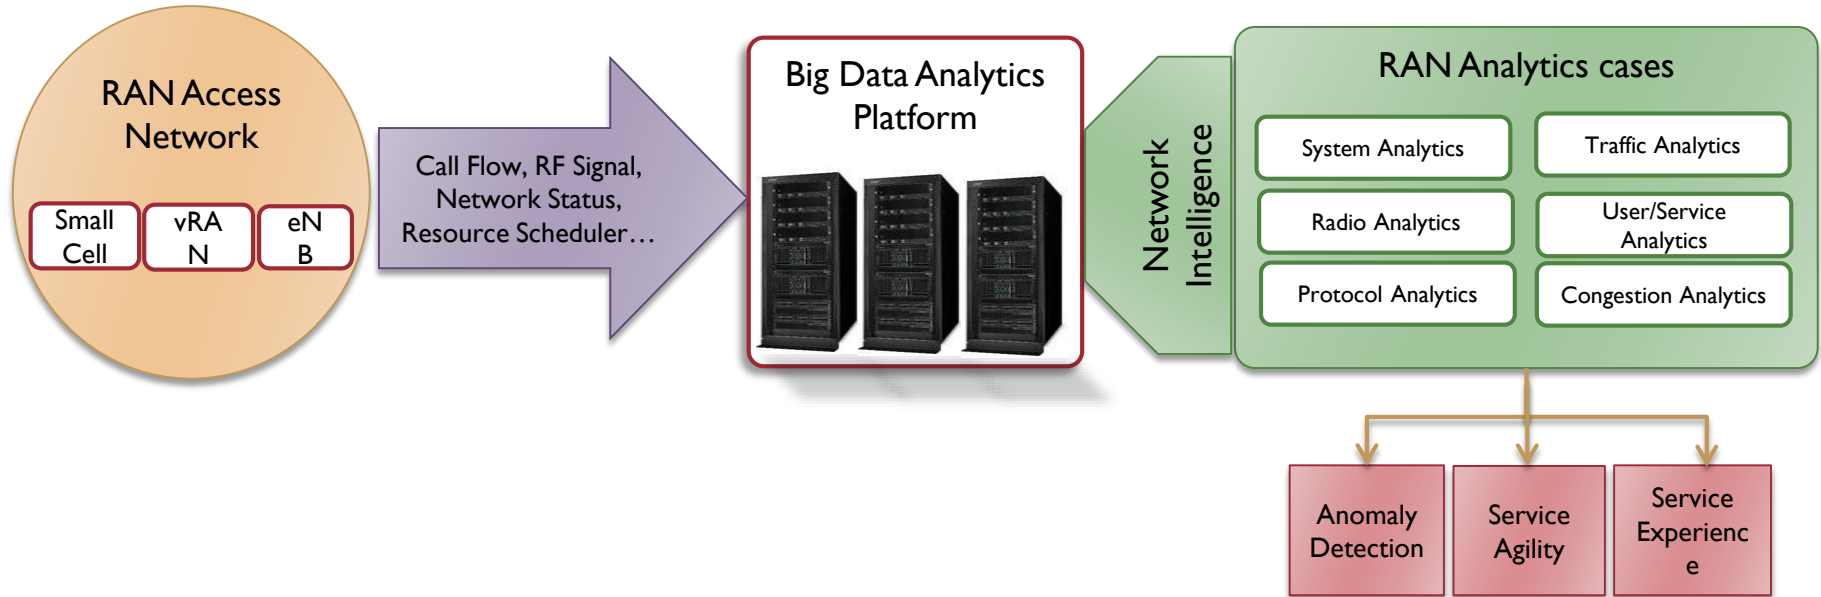 RAN Access
Network
Small
Cell
vRA
N
eN
B
Call Flow, RF Signal,
Network Status,
Resource Scheduler…
Big Data Analytics
Platform
Network
Intelligence
RAN Analytics cases
System Analytics
Traffic Analytics
Radio Analytics
User/Service
Analytics
Protocol Analytics
Congestion Analytics
Anomaly
Detection
Service
Agility
Service
Experienc
e